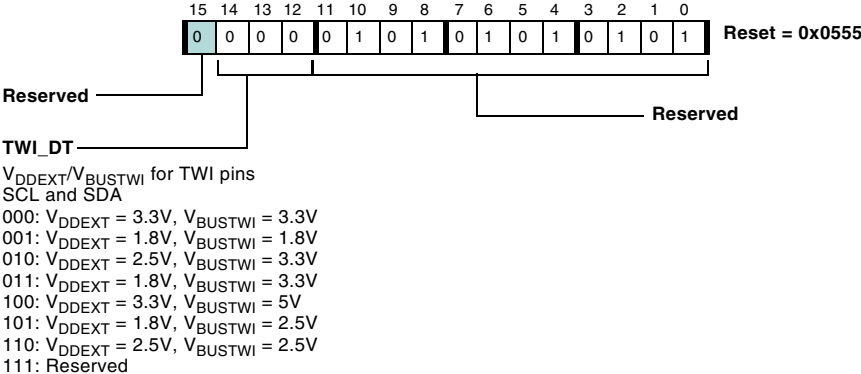 15 14 13 12 11 10 9 8 7 6 5 4 3 2 1 0
0 0 0 0 0 1 0 1 0 1 0 1 0 1 0 1 Reset = 0x0555
Reserved
Reserved
TWI_DT
VDDEXT/VBUSTWI for TWI pins
SCL and SDA
000: VDDEXT = 3.3V, VBUSTWI = 3.3V
001: VDDEXT = 1.8V, VBUSTWI = 1.8V
010: VDDEXT = 2.5V, VBUSTWI = 3.3V
011: VDDEXT = 1.8V, VBUSTWI = 3.3V
100: VDDEXT = 3.3V, VBUSTWI = 5V
101: VDDEXT = 1.8V, VBUSTWI = 2.5V
110: VDDEXT = 2.5V, VBUSTWI = 2.5V
111: Reserved